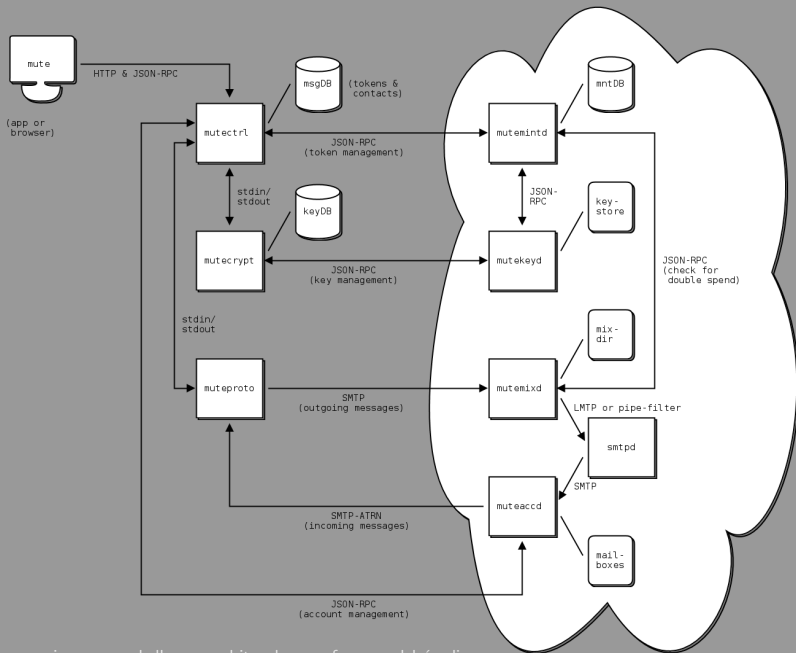 mute
HTTP & JSON-RPC
(app or
browser)
msgDB
(tokens &
contacts)
mntDB
mutectrl
JSON-RPC
(token management)
mutemintd
stdin/
stdout
keyDB
JSON-
RPC
key-
store
mutecrypt
JSON-RPC
(key management)
mutekeyd
JSON-RPC
(check for
double spend)
stdin/
stdout
mix-
dir
muteproto
SMTP
(outgoing messages)
mutemixd
LMTP or pipe-filter
smtpd
SMTP
SMTP-ATRN
(incoming messages)
muteaccd
mail-
boxes
JSON-RPC
(account management)